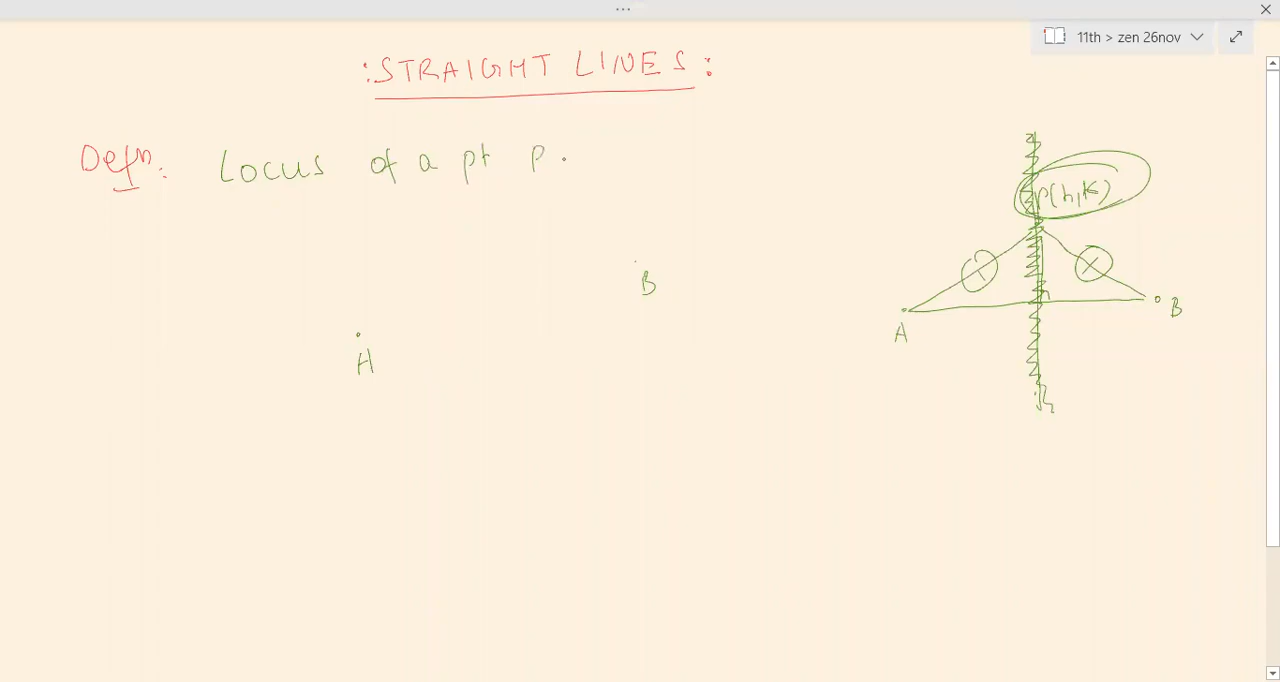 11th > zen 26nov
: STRAIGHT LINES :
Defn: Locus of a pt P.
P(h,k)
B
A
A
B